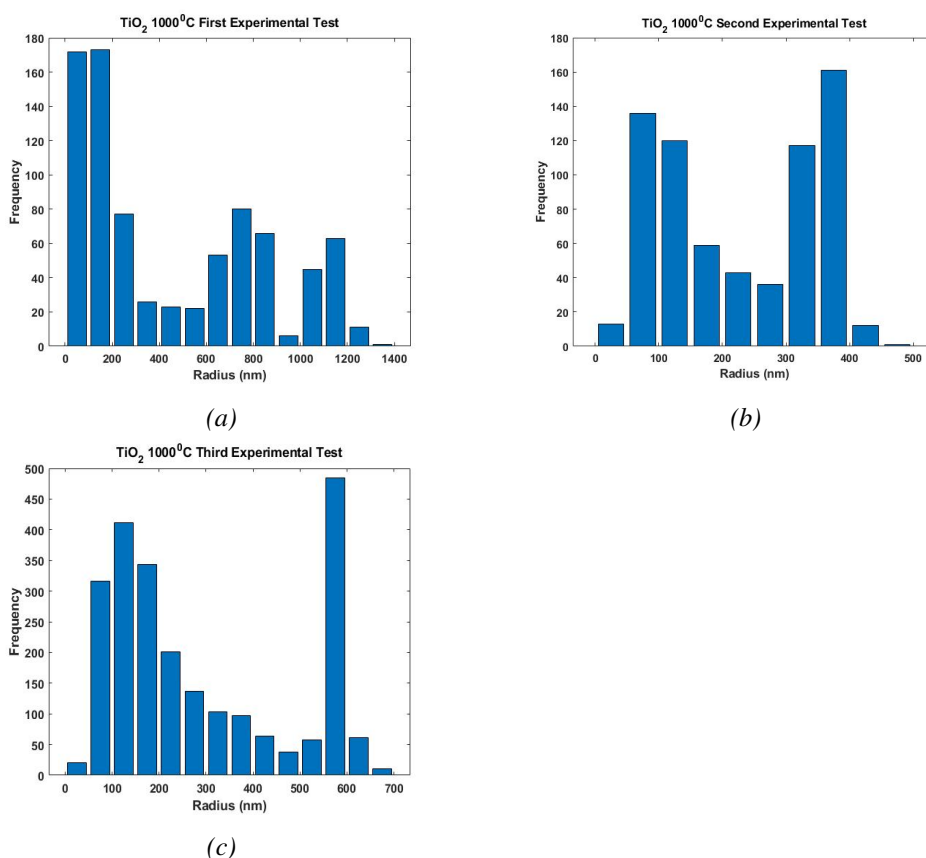 TiO2 1000⁰C First Experimental Test
180
160
140
120
100
80
60
40
20
0
Frequency
0 200 400 600 800 1000 1200 1400
Radius (nm)
(a)
TiO2 1000⁰C Second Experimental Test
180
160
140
120
100
80
60
40
20
0
Frequency
0 100 200 300 400 500
Radius (nm)
(b)
TiO2 1000⁰C Third Experimental Test
500
450
400
350
300
250
200
150
100
50
0
Frequency
0 100 200 300 400 500 600 700
Radius (nm)
(c)